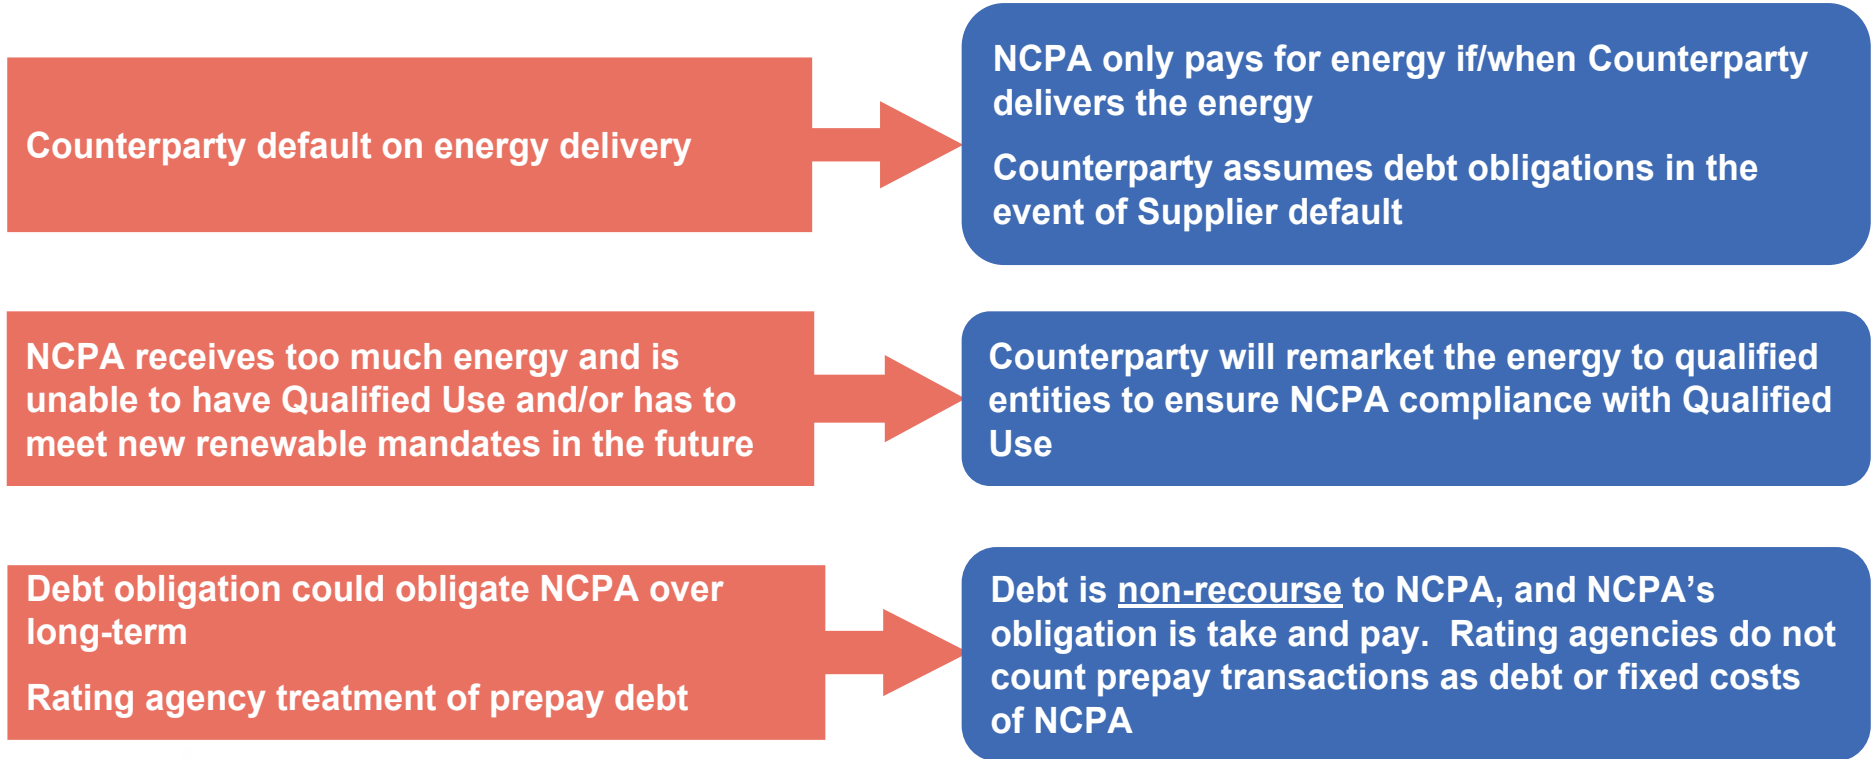 Counterparty default on energy delivery
NCPA only pays for energy if/when Counterparty
delivers the energy
Counterparty assumes debt obligations in the
event of Supplier default
NCPA receives too much energy and is
unable to have Qualified Use and/or has to
meet new renewable mandates in the future
Counterparty will remarket the energy to qualified
entities to ensure NCPA compliance with Qualified
Use
Debt obligation could obligate NCPA over
long-term
Rating agency treatment of prepay debt
Debt is non-recourse to NCPA, and NCPA’s
obligation is take and pay.  Rating agencies do not
count prepay transactions as debt or fixed costs
of NCPA